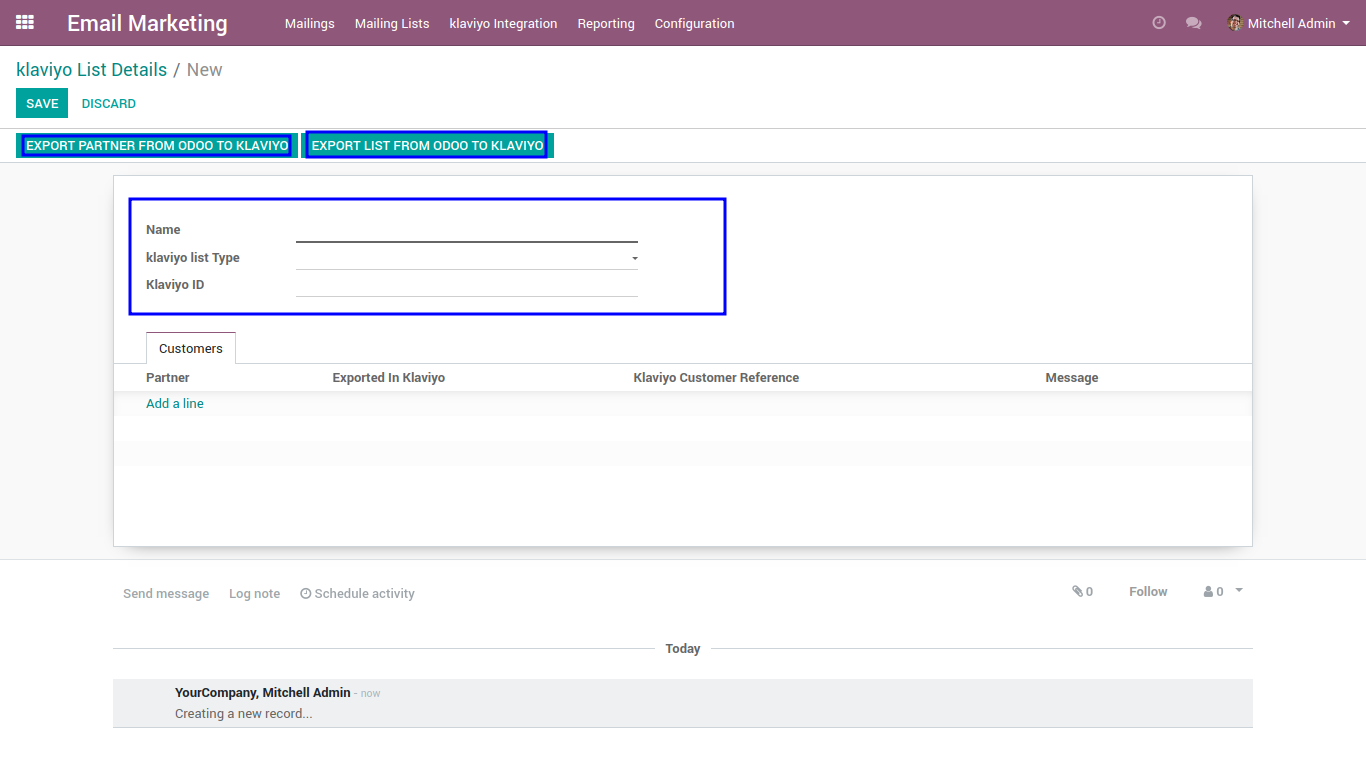 Email Marketing Mailings Mailing Lists klaviyo Integration Reporting Configuration Mitchell Admin
klaviyo List Details / New
SAVE DISCARD
EXPORT PARTNER FROM ODOO TO KLAVIYO EXPORT LIST FROM ODOO TO KLAVIYO
Name
klaviyo list Type
Klaviyo ID
Customers
Partner Exported In Klaviyo Klaviyo Customer Reference Message
Add a line
Send message Log note Schedule activity 0 Follow 0
Today
YourCompany, Mitchell Admin - now
Creating a new record...